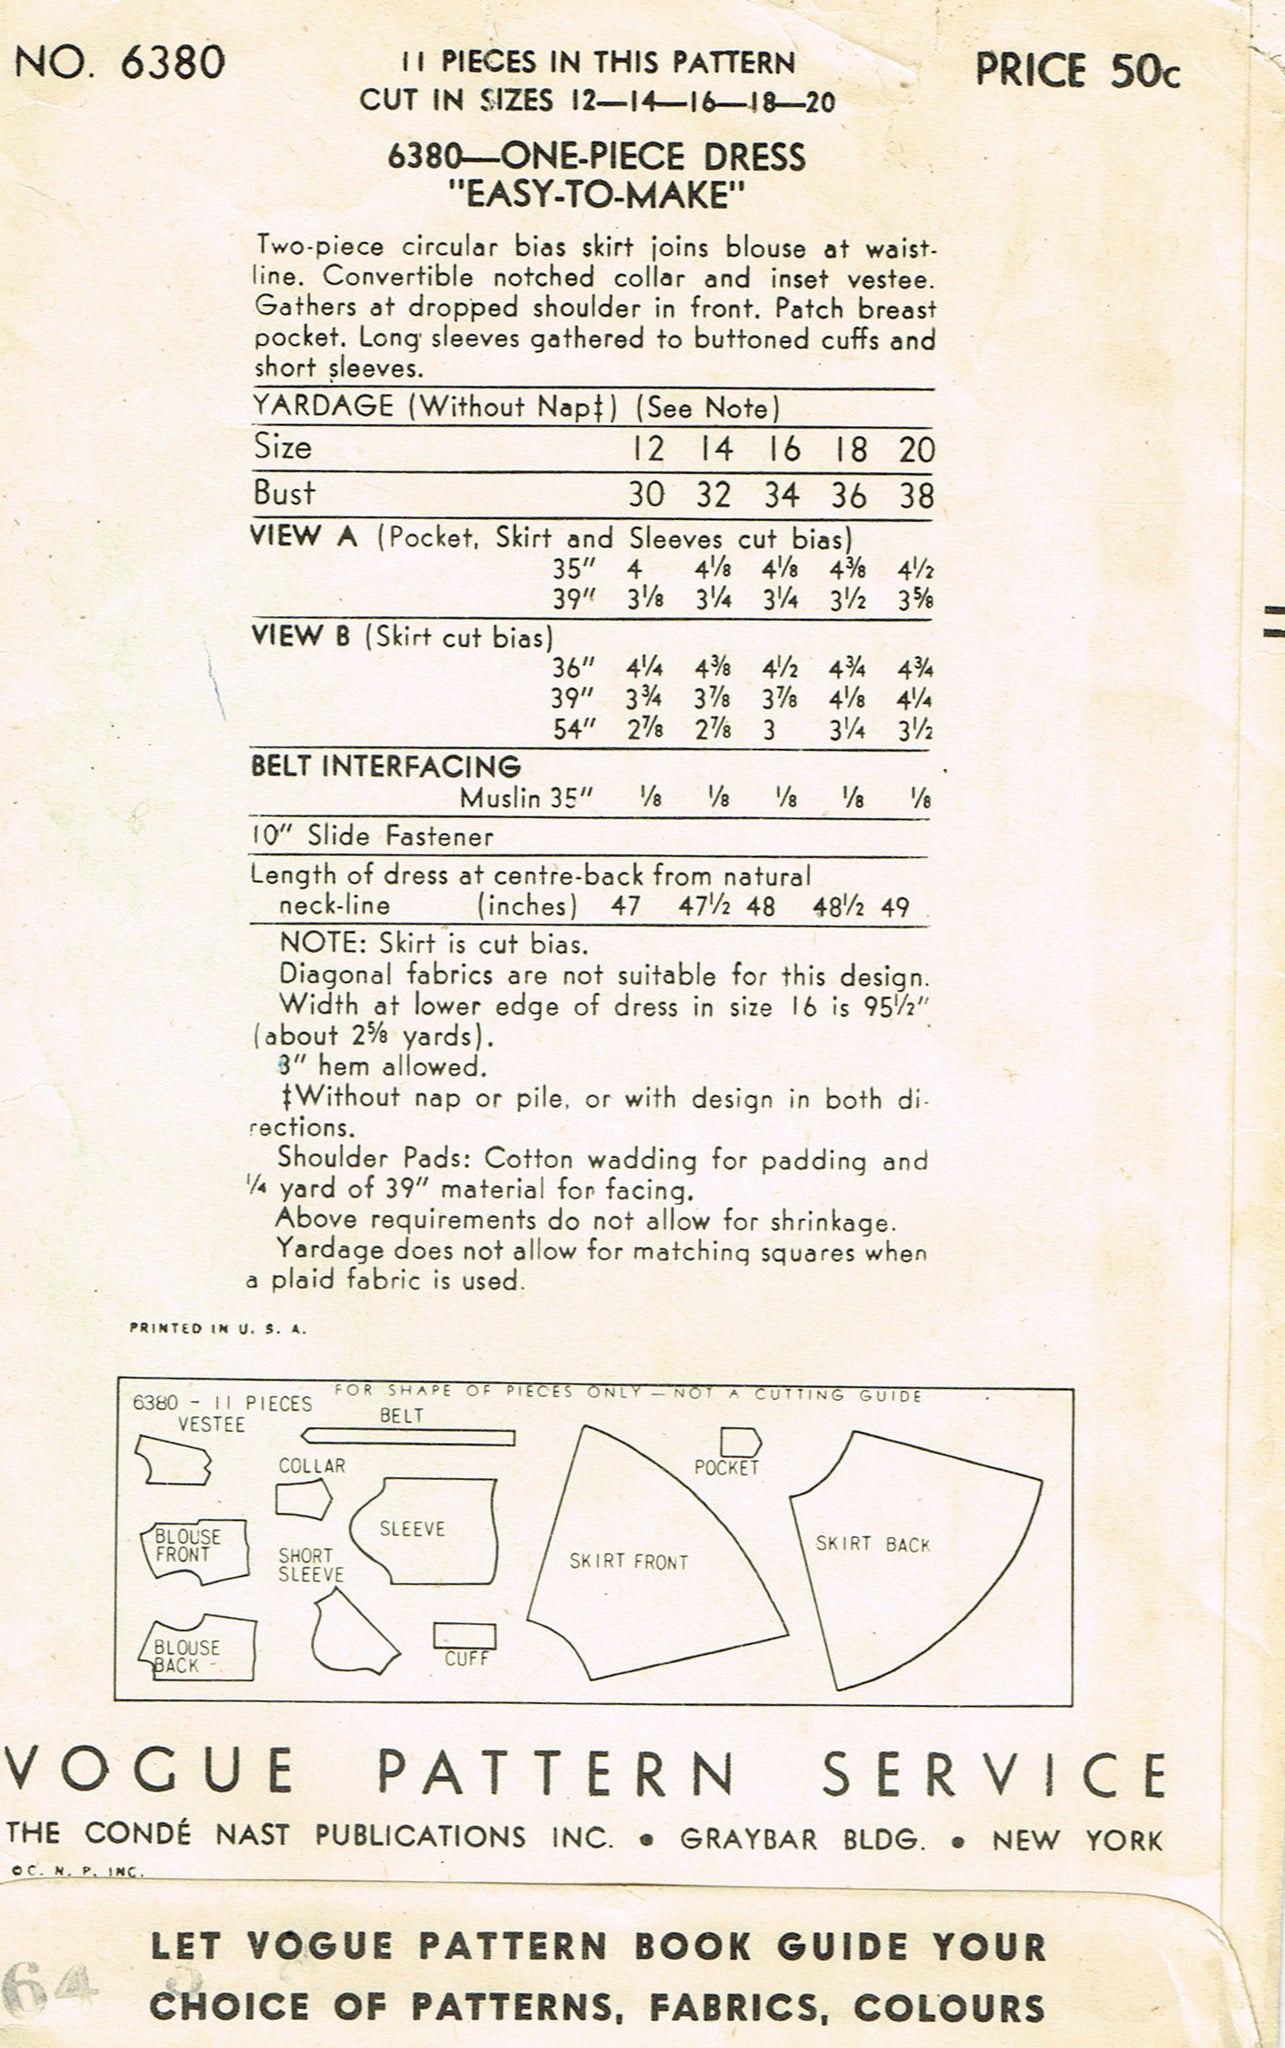 NO. 6380
11 PIECES IN THIS PATTERN
CUT IN SIZES 12—14—16—18—20
PRICE 50c
6380—ONE-PIECE DRESS
"EASY-TO-MAKE"
Two-piece circular bias skirt joins blouse at waist-
line. Convertible notched collar and inset vestee.
Gathers at dropped shoulder in front. Patch breast
pocket. Long sleeves gathered to buttoned cuffs and
short sleeves.
YARDAGE (Without Nap‡) (See Note)
Size 12 14 16 18 20
Bust 30 32 34 36 38
VIEW A (Pocket, Skirt and Sleeves cut bias)
35" 4 4⅛ 4⅛ 4⅜ 4½
39" 3⅛ 3¼ 3¼ 3½ 3⅝
VIEW B (Skirt cut bias)
36" 4¼ 4⅜ 4½ 4¾ 4¾
39" 3¾ 3⅞ 3⅞ 4⅛ 4¼
54" 2⅞ 2⅞ 3 3¼ 3½
BELT INTERFACING
Muslin 35" ⅛ ⅛ ⅛ ⅛ ⅛
10" Slide Fastener
Length of dress at centre-back from natural
neck-line (inches) 47 47½ 48 48½ 49
NOTE: Skirt is cut bias.
Diagonal fabrics are not suitable for this design.
Width at lower edge of dress in size 16 is 95½"
(about 2⅝ yards).
3" hem allowed.
‡Without nap or pile, or with design in both di-
rections.
Shoulder Pads: Cotton wadding for padding and
¼ yard of 39" material for facing.
Above requirements do not allow for shrinkage.
Yardage does not allow for matching squares when
a plaid fabric is used.
PRINTED IN U. S. A.
FOR SHAPE OF PIECES ONLY — NOT A CUTTING GUIDE
6380 - 11 PIECES
VESTEE
BELT
COLLAR
POCKET
BLOUSE
FRONT
SLEEVE
SHORT
SLEEVE
SKIRT FRONT
SKIRT BACK
BLOUSE
BACK
CUFF
VOGUE PATTERN SERVICE
THE CONDÉ NAST PUBLICATIONS INC. • GRAYBAR BLDG. • NEW YORK
©C. N. P. INC.
LET VOGUE PATTERN BOOK GUIDE YOUR
CHOICE OF PATTERNS, FABRICS, COLOURS
64